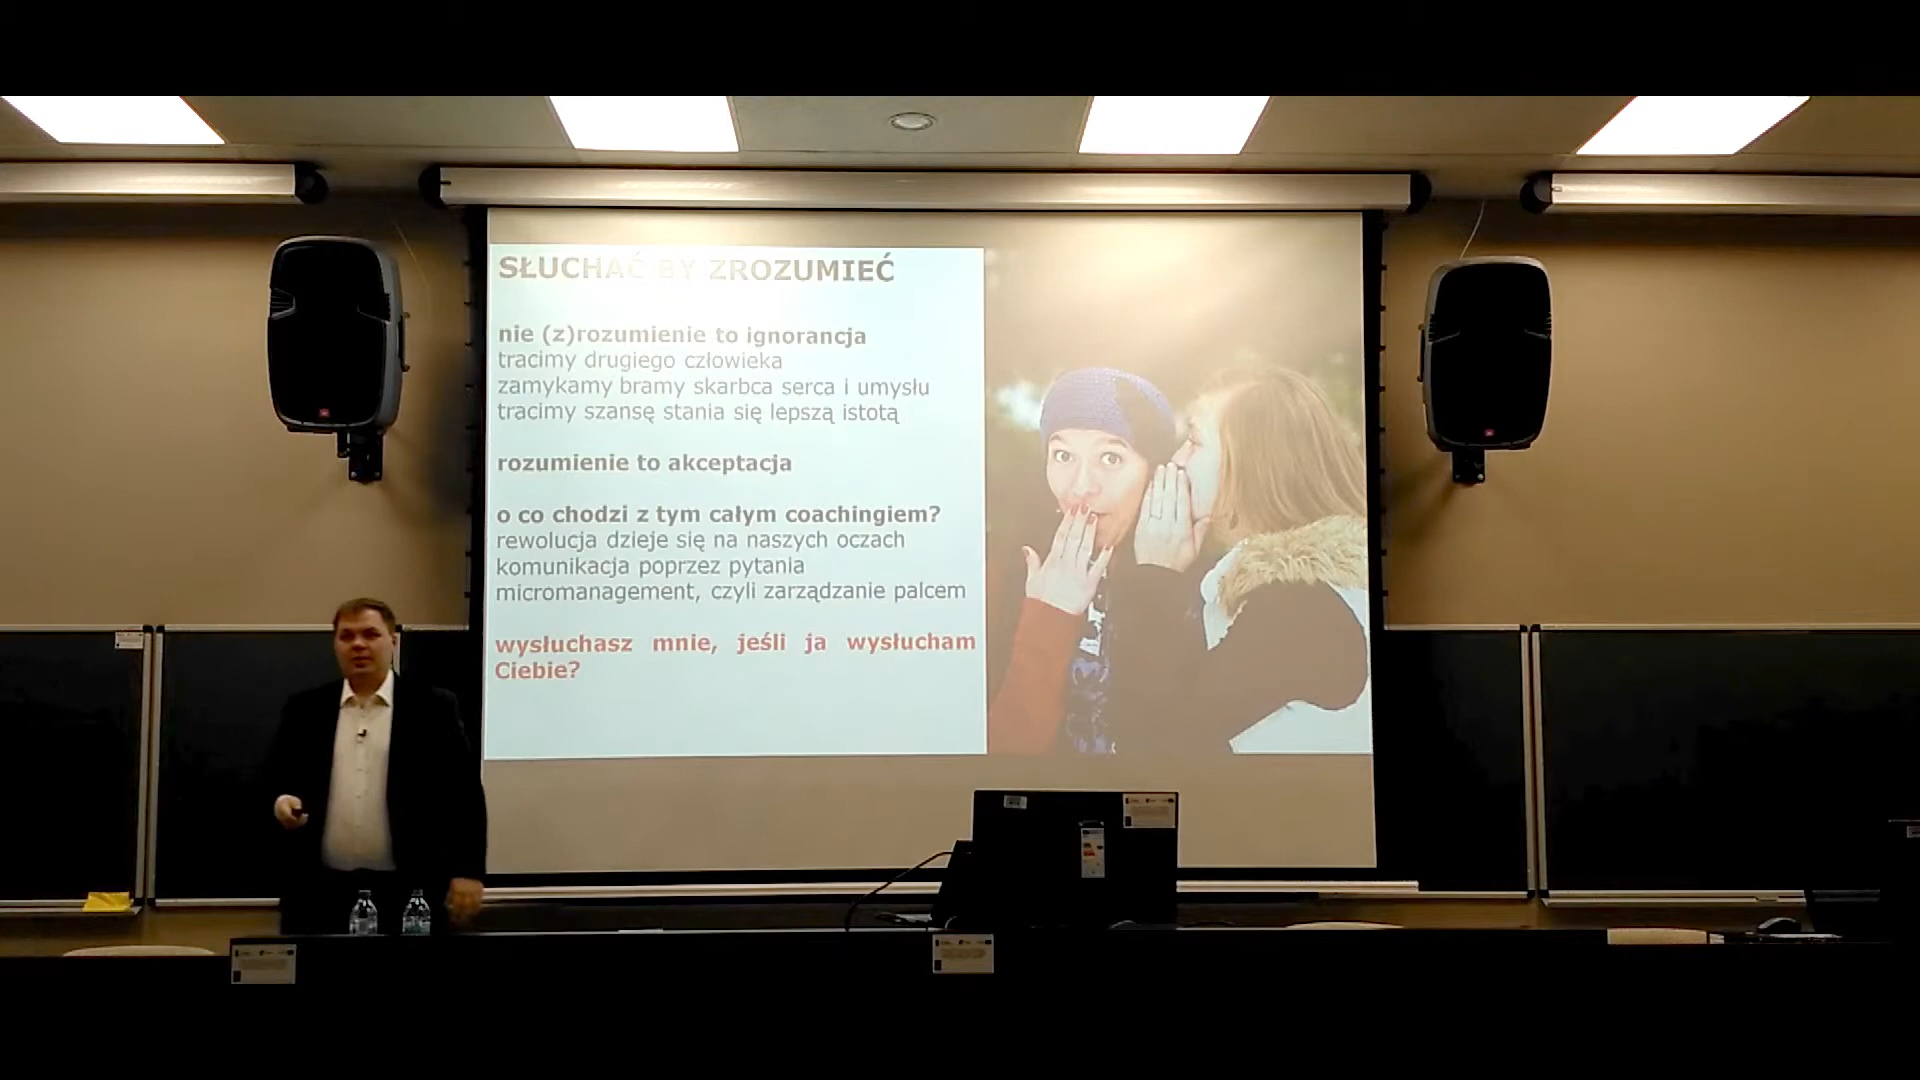 SŁUCHAĆ BY ZROZUMIEĆ
nie (z)rozumienie to ignorancja
tracimy drugiego człowieka
zamykamy bramy skarbca serca i umysłu
tracimy szansę stania się lepszą istotą
rozumienie to akceptacja
o co chodzi z tym całym coachingiem?
rewolucja dzieje się na naszych oczach
komunikacja poprzez pytania
micromanagement, czyli zarządzanie palcem
wysłuchasz mnie, jeśli ja wysłucham
Ciebie?